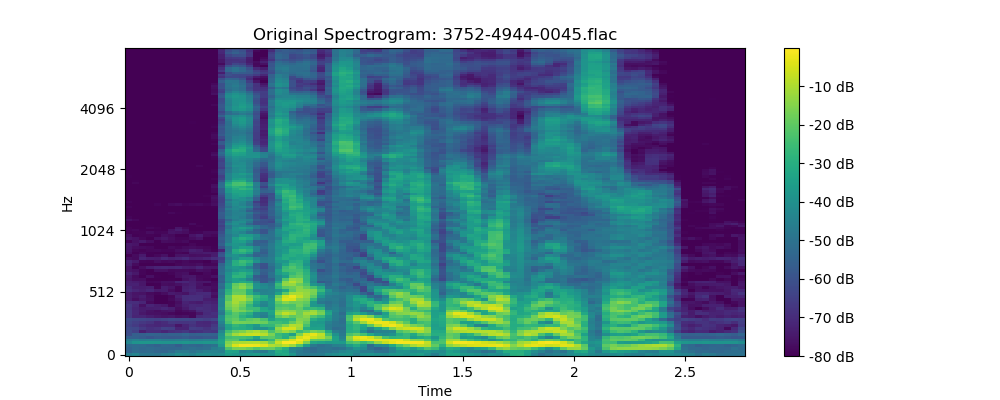 Original Spectrogram: 3752-4944-0045.flac
Hz
4096
2048
1024
512
0
0
0.5
1
1.5
2
2.5
Time
-10 dB
-20 dB
-30 dB
-40 dB
-50 dB
-60 dB
-70 dB
-80 dB